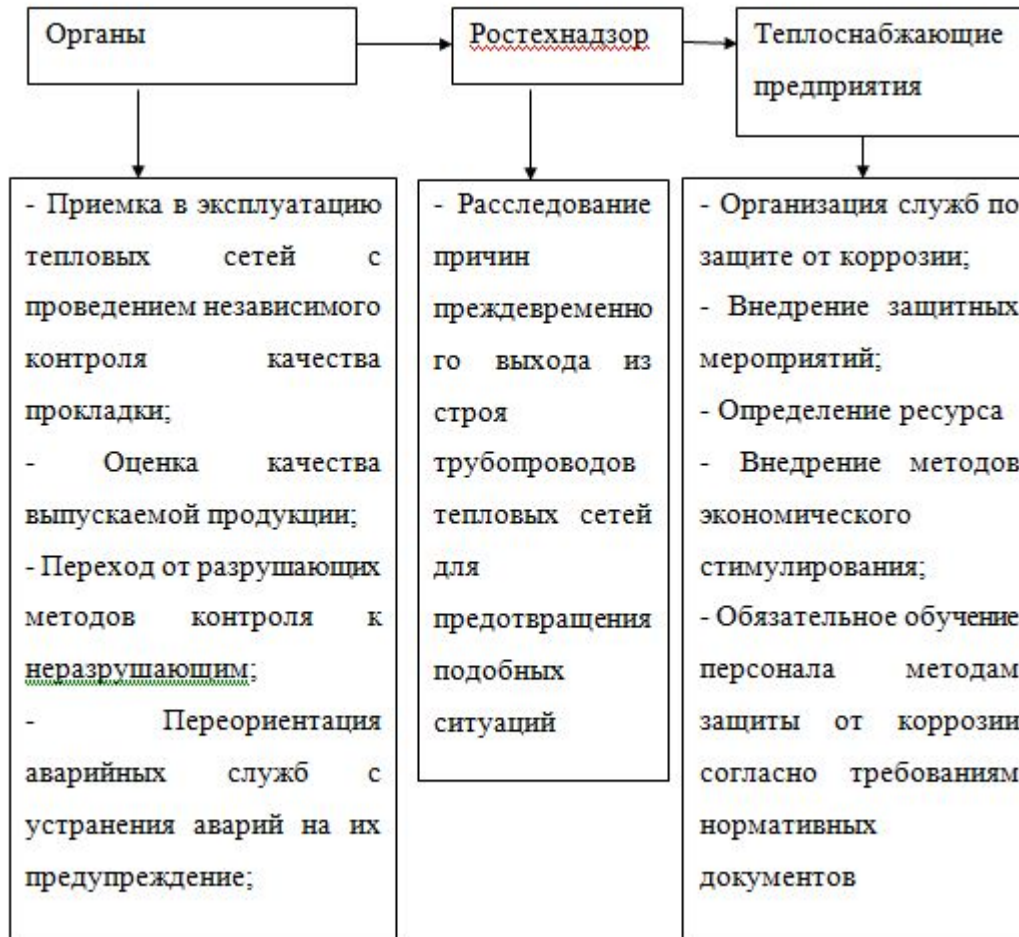 Органы
Ростехнадзор
Теплоснабжающие
предприятия
- Приемка в эксплуатацию
тепловых сетей с
проведением независимого
контроля качества
прокладки;
- Оценка качества
выпускаемой продукции;
- Переход от разрушающих
методов контроля к
неразрушающим;
- Переориентация
аварийных служб с
устранения аварий на их
предупреждение;
- Расследование
причин
преждевременно
го выхода из
строя
трубопроводов
тепловых сетей
для
предотвращения
подобных
ситуаций
- Организация служб по
защите от коррозии;
- Внедрение защитных
мероприятий;
- Определение ресурса
- Внедрение методов
экономического
стимулирования;
- Обязательное обучение
персонала методам
защиты от коррозии
согласно требованиям
нормативных
документов